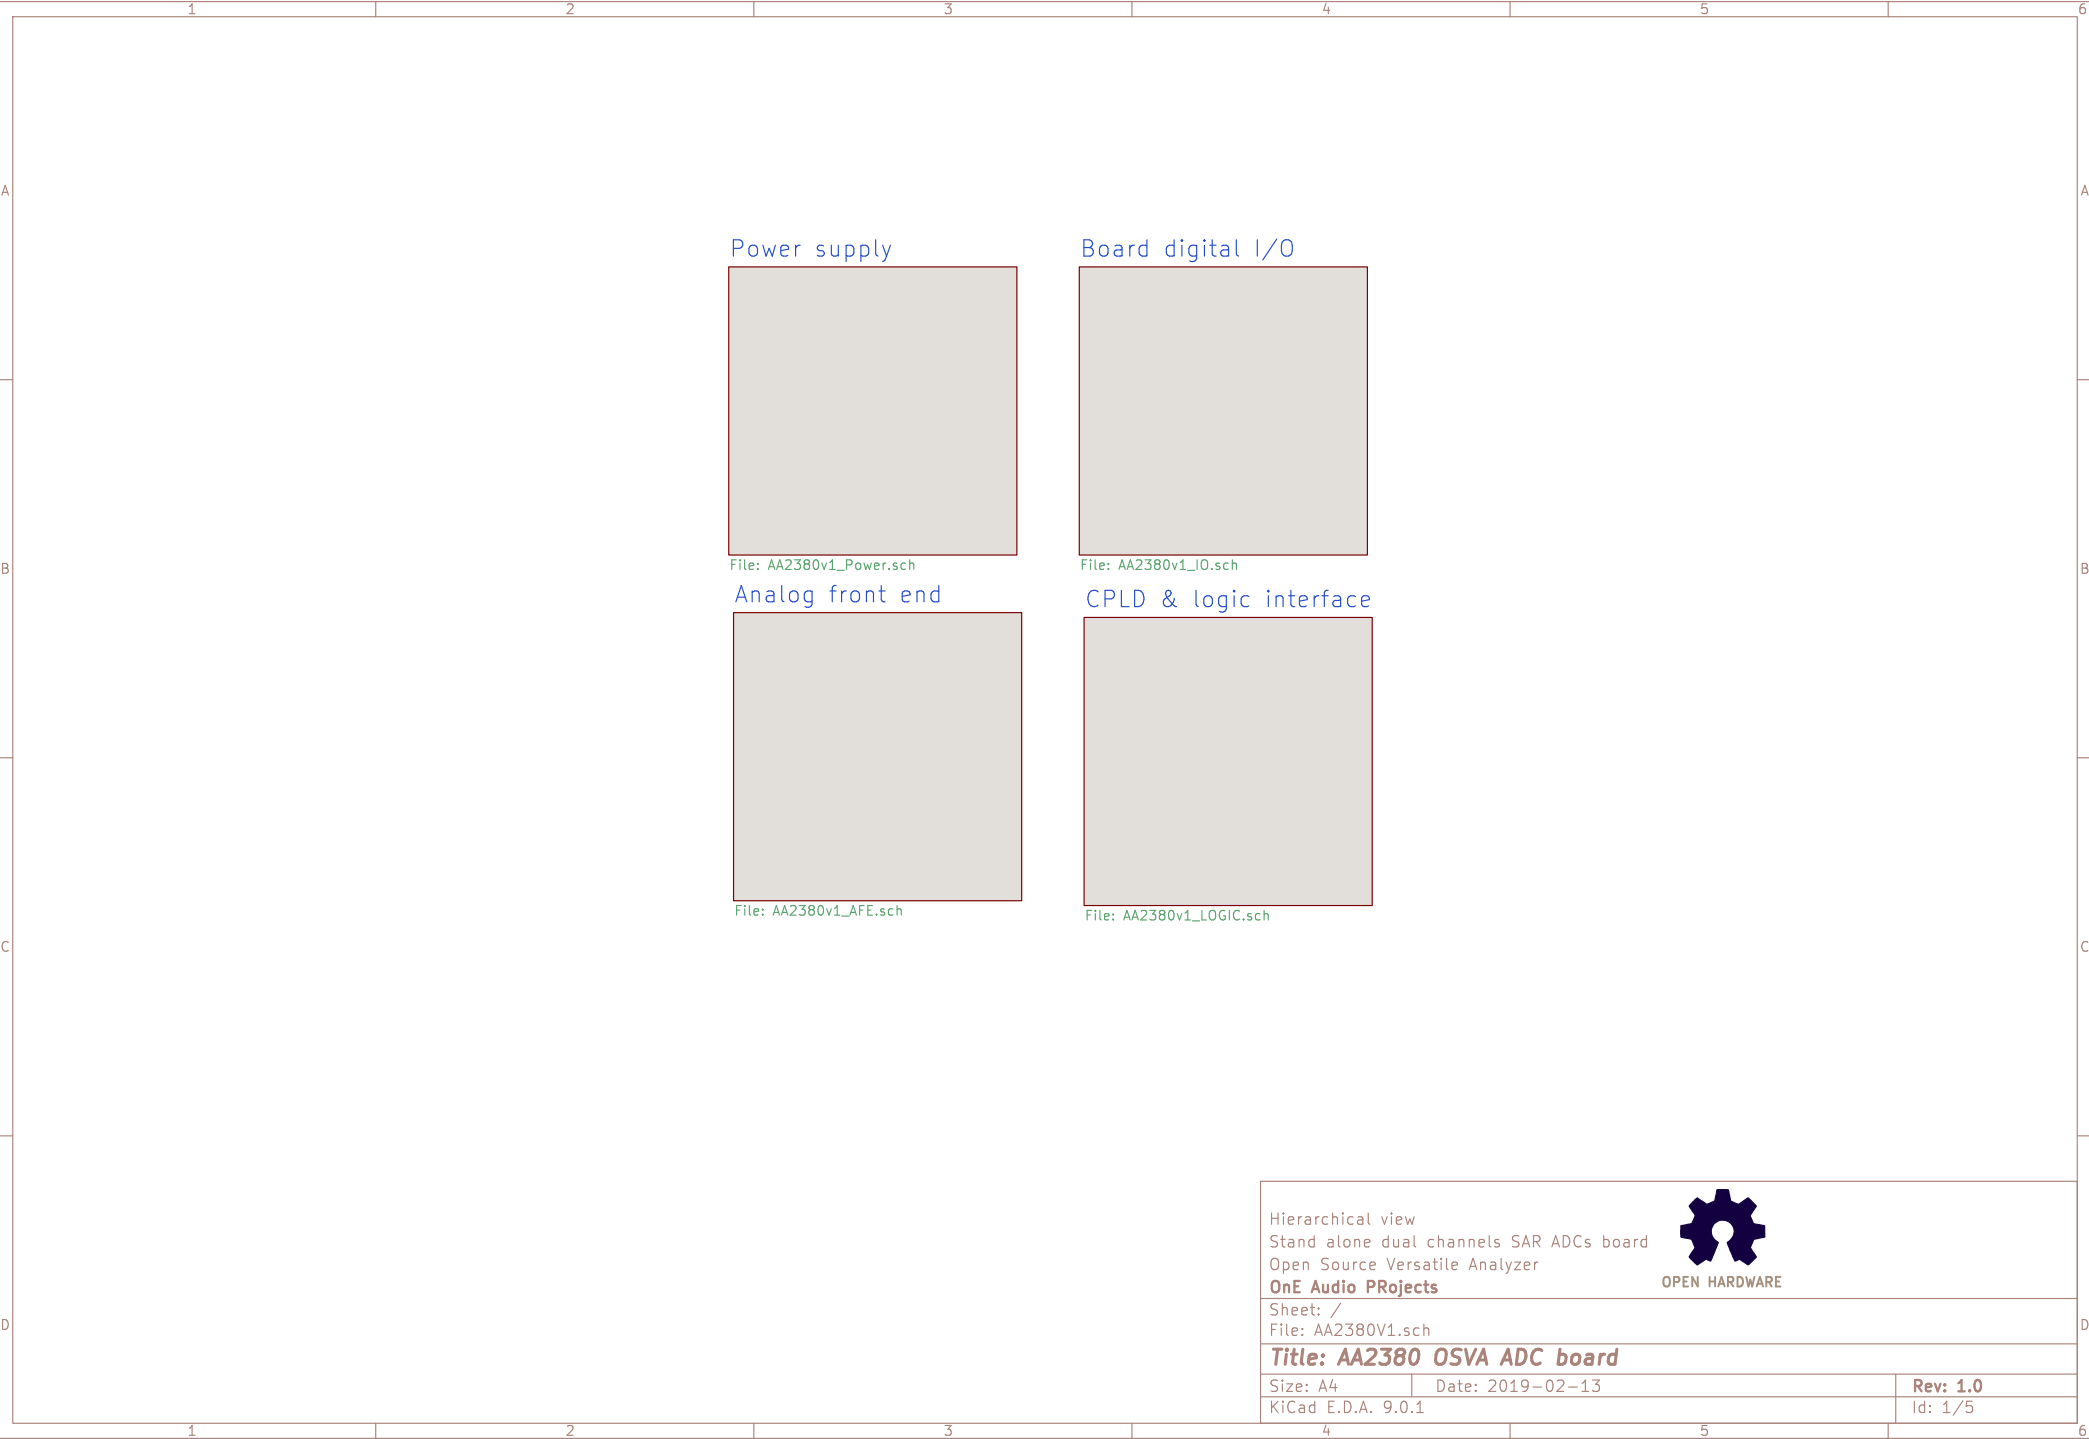 1 2 3 4 5 6
A A
Power supply
Board digital I/O
File: AA2380v1_Power.sch
File: AA2380v1_IO.sch
B B
Analog front end
CPLD & logic interface
File: AA2380v1_AFE.sch
File: AA2380v1_LOGIC.sch
C C
Hierarchical view
Stand alone dual channels SAR ADCs board
Open Source Versatile Analyzer
OnE Audio PRojects
OPEN HARDWARE
Sheet: /
File: AA2380V1.sch
D D
Title: AA2380 OSVA ADC board
Size: A4
Date: 2019-02-13
Rev: 1.0
KiCad E.D.A. 9.0.1
Id: 1/5
1 2 3 4 5 6